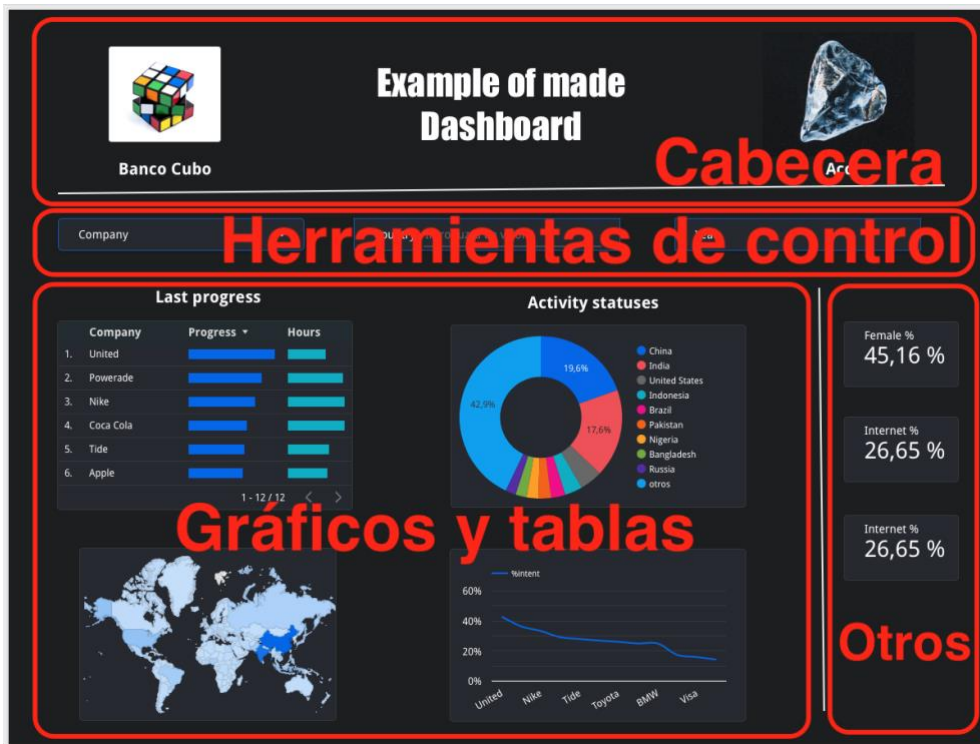 Example of made
Dashboard
Banco Cubo
Cabecera
Company
Herramientas de control
Last progress
Activity statuses
Company Progress Hours
1. United
2. Powerade
3. Nike
4. Coca Cola
5. Tide
6. Apple
1 - 12 / 12
19,6%
17,6%
42,9%
China
India
United States
Indonesia
Brazil
Pakistan
Nigeria
Bangladesh
Russia
otros
Gráficos y tablas
%intent
60%
40%
20%
0%
United Nike Tide Toyota BMW Visa
Female %
45,16 %
Internet %
26,65 %
Internet %
26,65 %
Otros